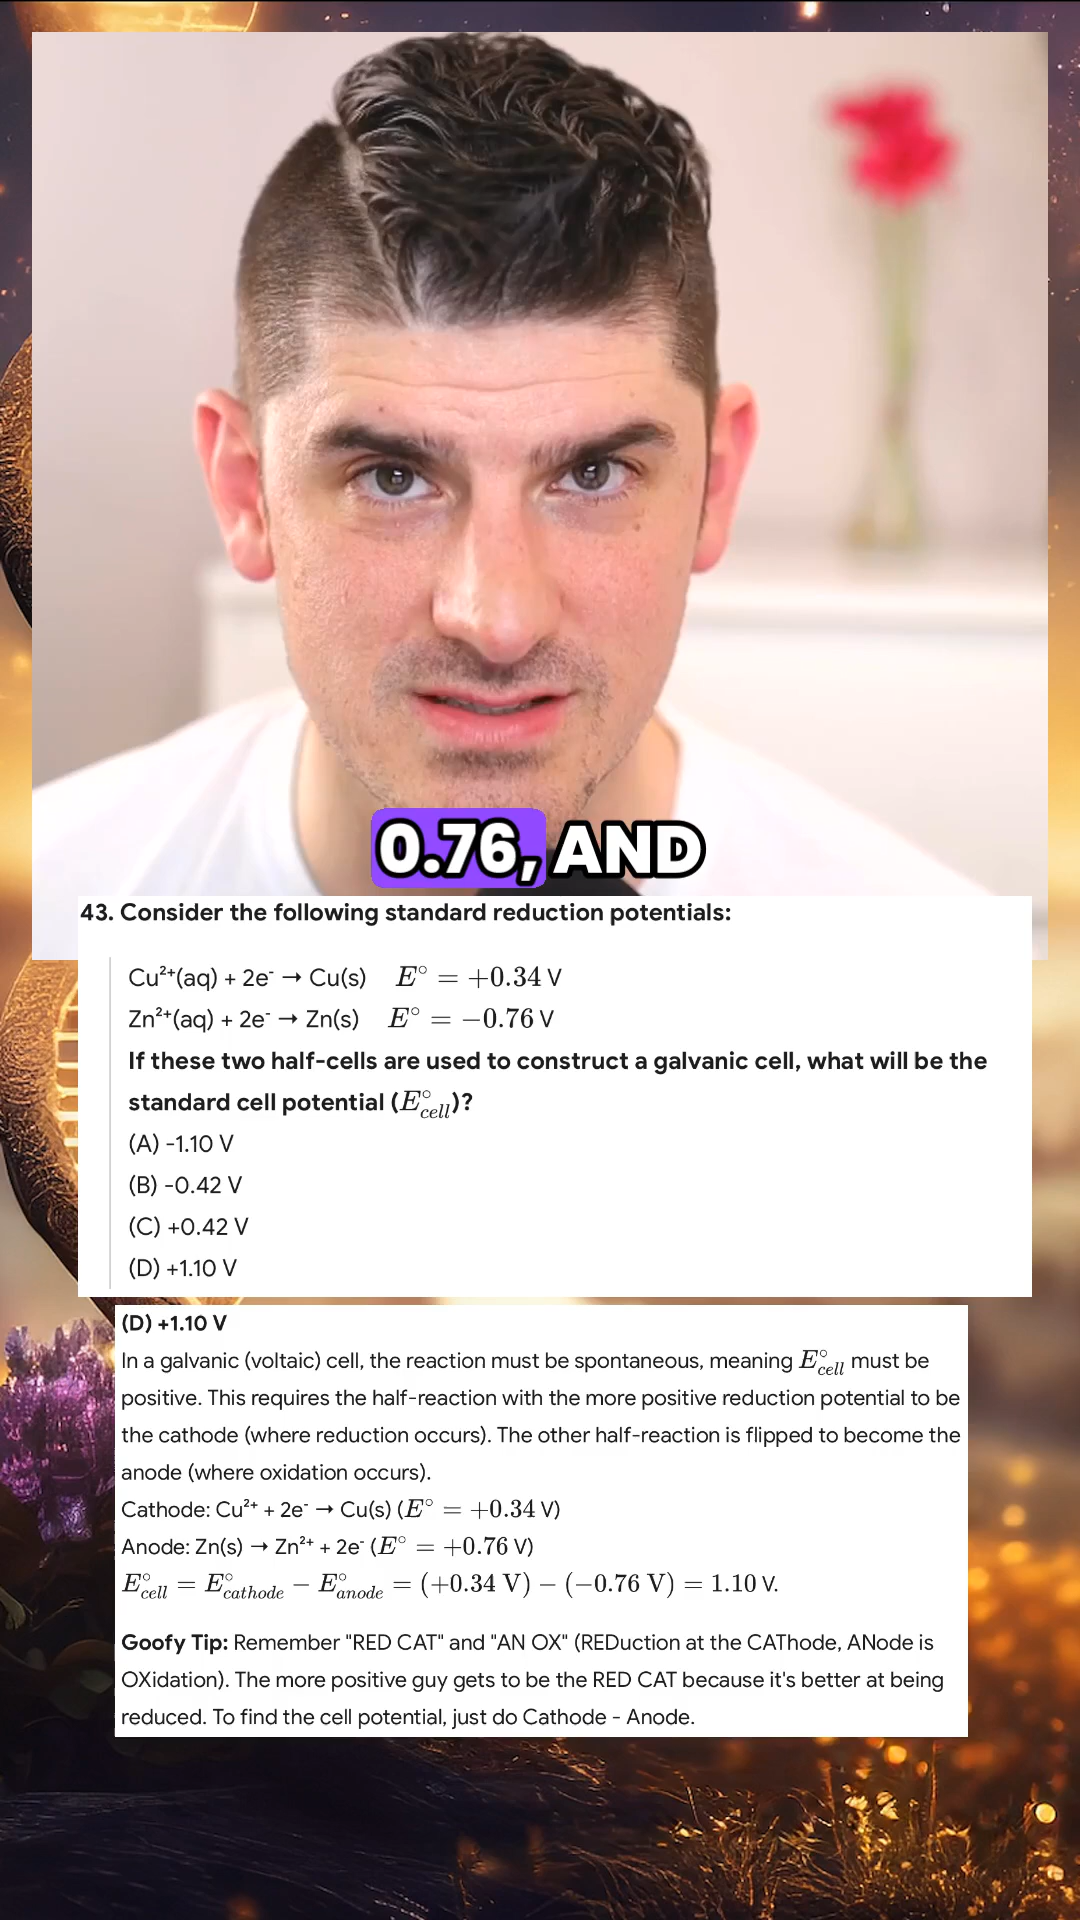 0.76, AND
43. Consider the following standard reduction potentials:
Cu²⁺(aq) + 2e⁻ → Cu(s) E° = +0.34 V
Zn²⁺(aq) + 2e⁻ → Zn(s) E° = −0.76 V
If these two half-cells are used to construct a galvanic cell, what will be the
standard cell potential (E°cell)?
(A) -1.10 V
(B) -0.42 V
(C) +0.42 V
(D) +1.10 V
(D) +1.10 V
In a galvanic (voltaic) cell, the reaction must be spontaneous, meaning E°cell must be
positive. This requires the half-reaction with the more positive reduction potential to be
the cathode (where reduction occurs). The other half-reaction is flipped to become the
anode (where oxidation occurs).
Cathode: Cu²⁺ + 2e⁻ → Cu(s) (E° = +0.34 V)
Anode: Zn(s) → Zn²⁺ + 2e⁻ (E° = +0.76 V)
E°cell = E°cathode − E°anode = (+0.34 V) − (−0.76 V) = 1.10 V.
Goofy Tip: Remember "RED CAT" and "AN OX" (REDuction at the CAThode, ANode is
OXidation). The more positive guy gets to be the RED CAT because it's better at being
reduced. To find the cell potential, just do Cathode - Anode.